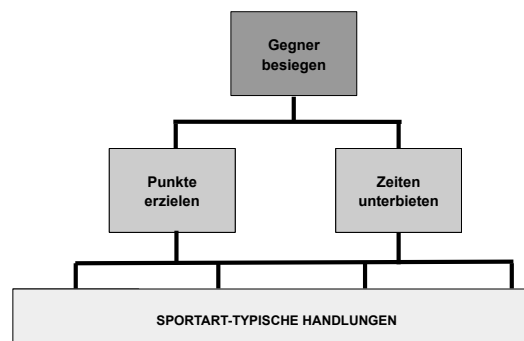 Gegner
besiegen
Punkte
erzielen
Zeiten
unterbieten
SPORTART-TYPISCHE HANDLUNGEN